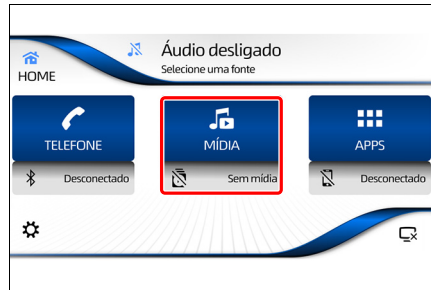 Áudio desligado
Selecione uma fonte
HOME
TELEFONE
MÍDIA
APPS
Desconectado
Sem mídia
Desconectado